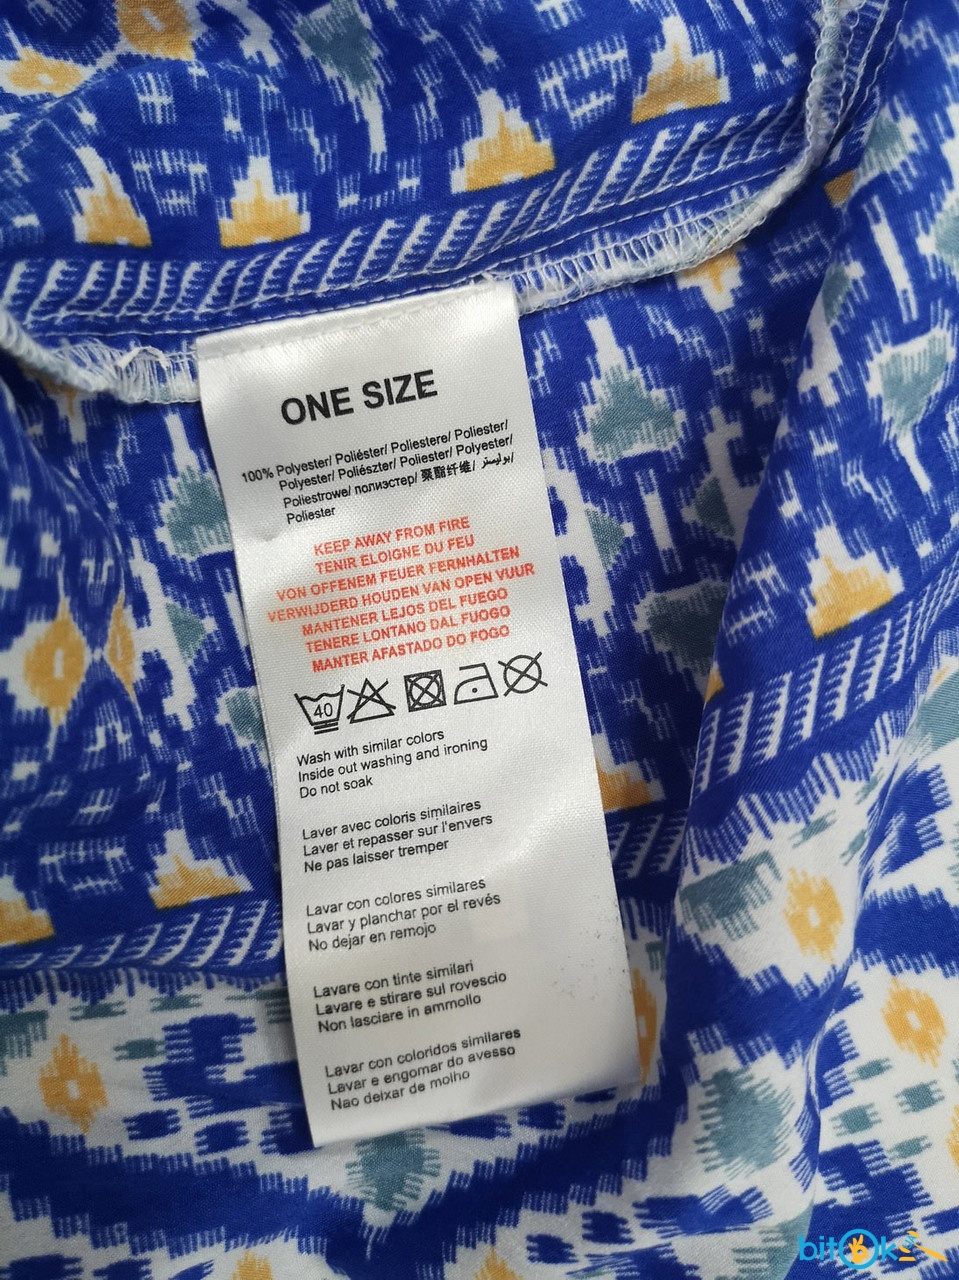 ONE SIZE
100% Polyester/ Poliéster/ Poliestere/ Poliester/
Polyester/ Poliészter/ Poliester/ Polyester/
Poliestrowe/ полиэстер/ 聚酯纤维/ بوليستر/
Poliester
KEEP AWAY FROM FIRE
TENIR ELOIGNE DU FEU
VON OFFENEM FEUER FERNHALTEN
VERWIJDERD HOUDEN VAN OPEN VUUR
MANTENER LEJOS DEL FUEGO
TENERE LONTANO DAL FUOGO
MANTER AFASTADO DO FOGO
40
Wash with similar colors
Inside out washing and ironing
Do not soak
Laver avec coloris similaires
Laver et repasser sur l'envers
Ne pas laisser tremper
Lavar con colores similares
Lavar y planchar por el revés
No dejar en remojo
Lavare con tinte similari
Lavare e stirare sul rovescio
Non lasciare in ammollo
Lavar con coloridos similares
Lavar e engomar do avesso
Nao deixar de molho
bitok